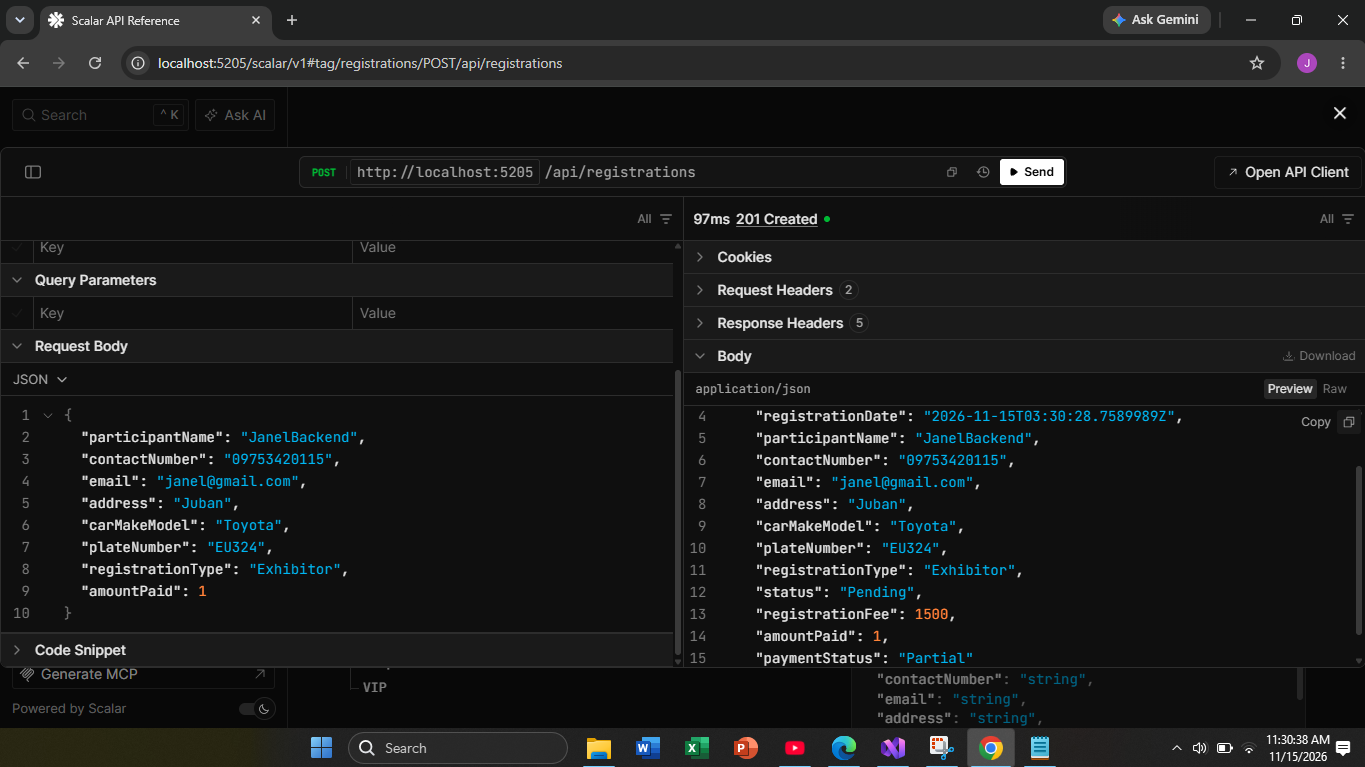 Scalar API Reference
Ask Gemini
localhost:5205/scalar/v1#tag/registrations/POST/api/registrations
J
Search
^ K
Ask AI
POST
http://localhost:5205
/api/registrations
Send
Open API Client
All
97ms 201 Created
All
Key
Value
Query Parameters
Key
Value
Request Body
JSON
1 {
2 "participantName": "JanelBackend",
3 "contactNumber": "09753420115",
4 "email": "janel@gmail.com",
5 "address": "Juban",
6 "carMakeModel": "Toyota",
7 "plateNumber": "EU324",
8 "registrationType": "Exhibitor",
9 "amountPaid": 1
10 }
Code Snippet
Cookies
Request Headers 2
Response Headers 5
Body
Download
application/json
Preview Raw
Copy
4 "registrationDate": "2026-11-15T03:30:28.7589989Z",
5 "participantName": "JanelBackend",
6 "contactNumber": "09753420115",
7 "email": "janel@gmail.com",
8 "address": "Juban",
9 "carMakeModel": "Toyota",
10 "plateNumber": "EU324",
11 "registrationType": "Exhibitor",
12 "status": "Pending",
13 "registrationFee": 1500,
14 "amountPaid": 1,
15 "paymentStatus": "Partial"
Generate MCP
Powered by Scalar
VIP
"contactNumber": "string",
"email": "string",
"address": "string",
Search
11:30:38 AM
11/15/2026